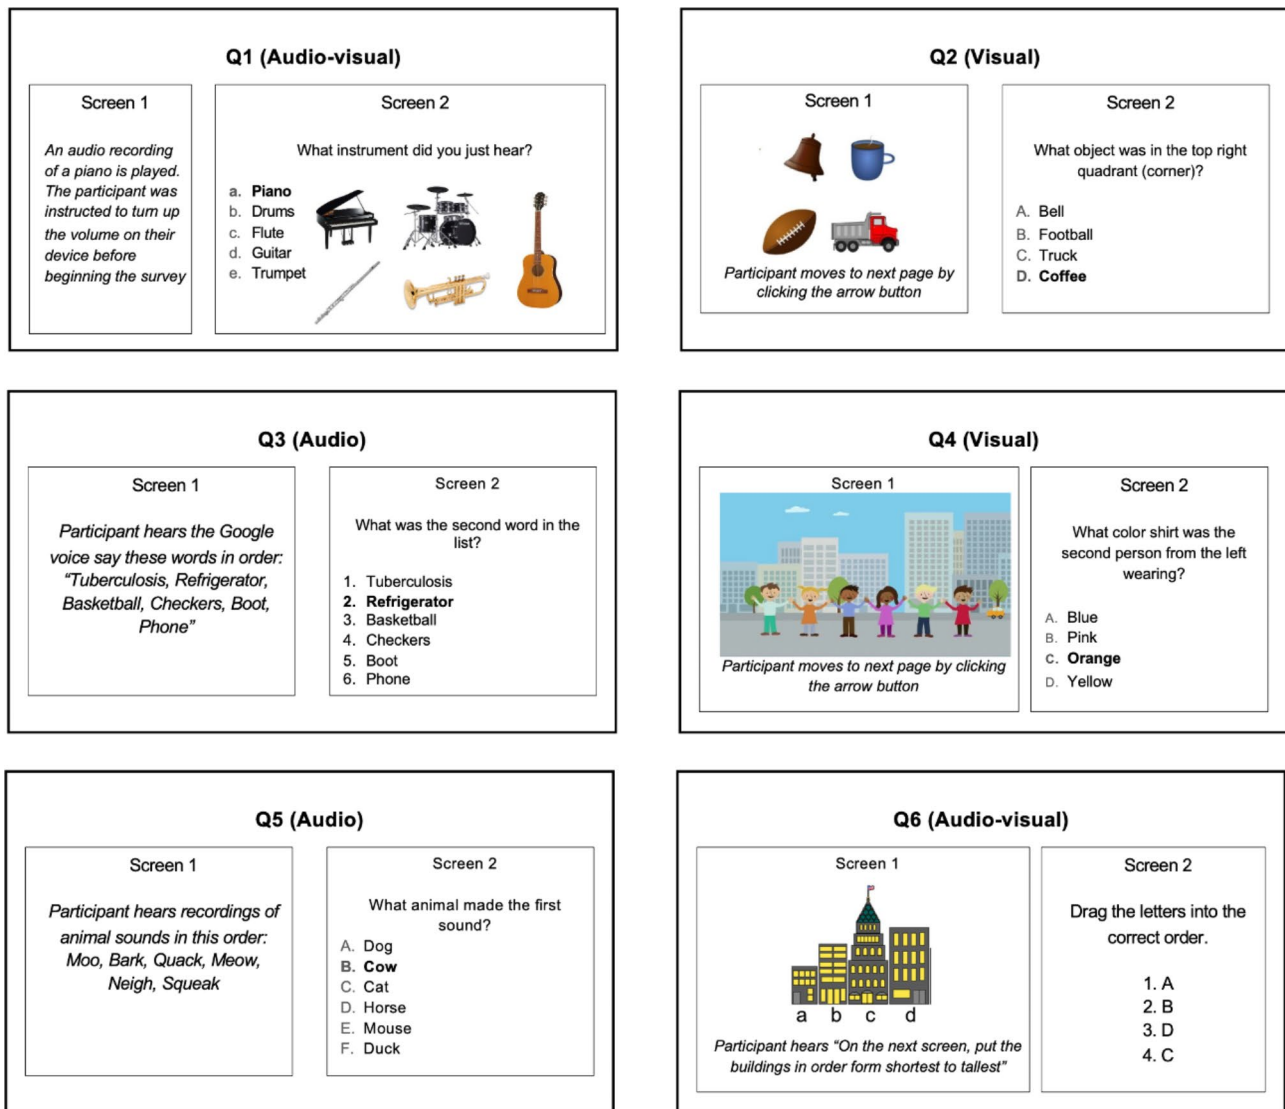 Q1 (Audio-visual)
Screen 1
An audio recording
of a piano is played.
The participant was
instructed to turn up
the volume on their
device before
beginning the survey
Screen 2
What instrument did you just hear?
a. Piano
b. Drums
c. Flute
d. Guitar
e. Trumpet
Q2 (Visual)
Screen 1
Participant moves to next page by
clicking the arrow button
Screen 2
What object was in the top right
quadrant (corner)?
A. Bell
B. Football
C. Truck
D. Coffee
Q3 (Audio)
Screen 1
Participant hears the Google
voice say these words in order:
“Tuberculosis, Refrigerator,
Basketball, Checkers, Boot,
Phone”
Screen 2
What was the second word in the
list?
1. Tuberculosis
2. Refrigerator
3. Basketball
4. Checkers
5. Boot
6. Phone
Q4 (Visual)
Screen 1
Participant moves to next page by clicking
the arrow button
Screen 2
What color shirt was the
second person from the left
wearing?
A. Blue
B. Pink
C. Orange
D. Yellow
Q5 (Audio)
Screen 1
Participant hears recordings of
animal sounds in this order:
Moo, Bark, Quack, Meow,
Neigh, Squeak
Screen 2
What animal made the first
sound?
A. Dog
B. Cow
C. Cat
D. Horse
E. Mouse
F. Duck
Q6 (Audio-visual)
Screen 1
a b c d
Participant hears “On the next screen, put the
buildings in order form shortest to tallest”
Screen 2
Drag the letters into the
correct order.
1. A
2. B
3. D
4. C